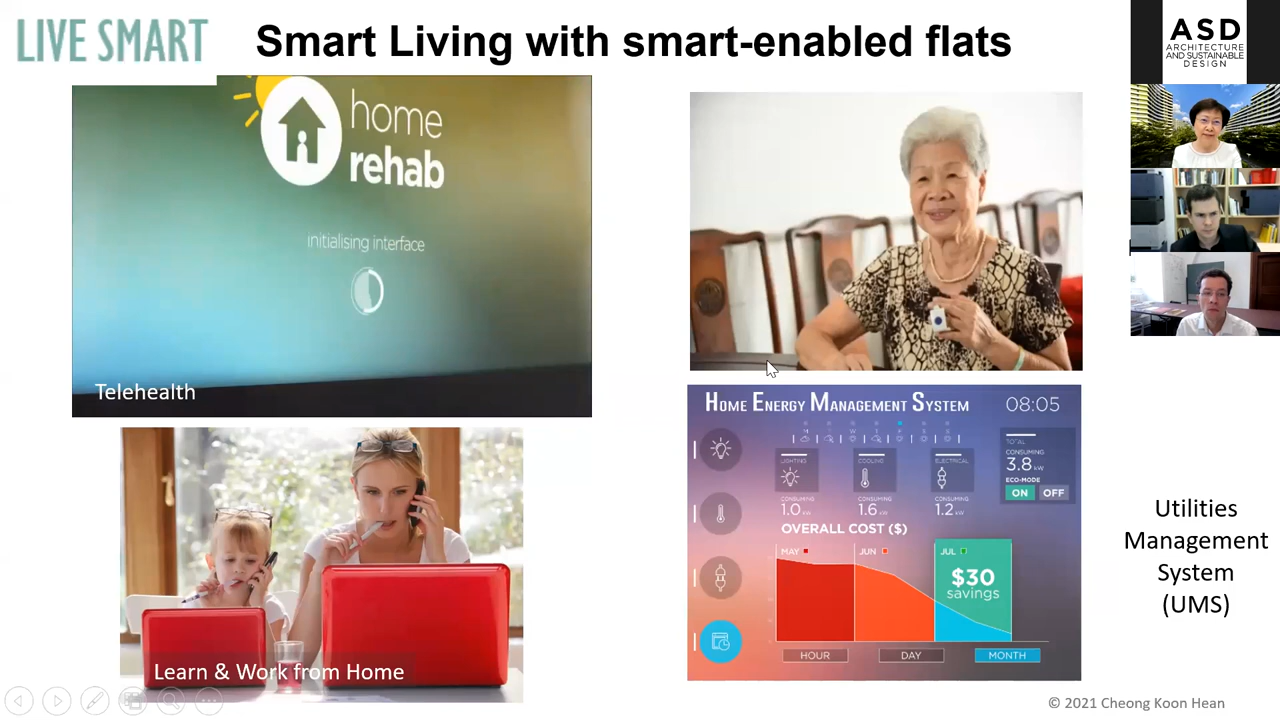 LIVE SMART
Smart Living with smart-enabled flats
ASD
ARCHITECTURE
AND SUSTAINABLE
DESIGN
home
rehab
initialising interface
Telehealth
HOME ENERGY MANAGEMENT SYSTEM
08:05
LIGHTING
COOLING
ELECTRICAL
TOTAL
CONSUMING
3.8 kW
ECO-MODE
ON OFF
CONSUMING
1.0 kW
CONSUMING
1.6 kW
CONSUMING
1.2 kW
OVERALL COST ($)
MAY
JUN
JUL
$30
savings
HOUR
DAY
MONTH
Utilities
Management
System
(UMS)
Learn & Work from Home
© 2021 Cheong Koon Hean